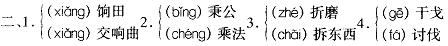 二、1. (xiǎng) 饷田 2. (bǐng) 秉公 3. (zhé) 折磨 4. (gē) 干戈
(xiǎng) 交响曲 (chéng) 乘法 (chāi) 拆东西 (fá) 讨伐